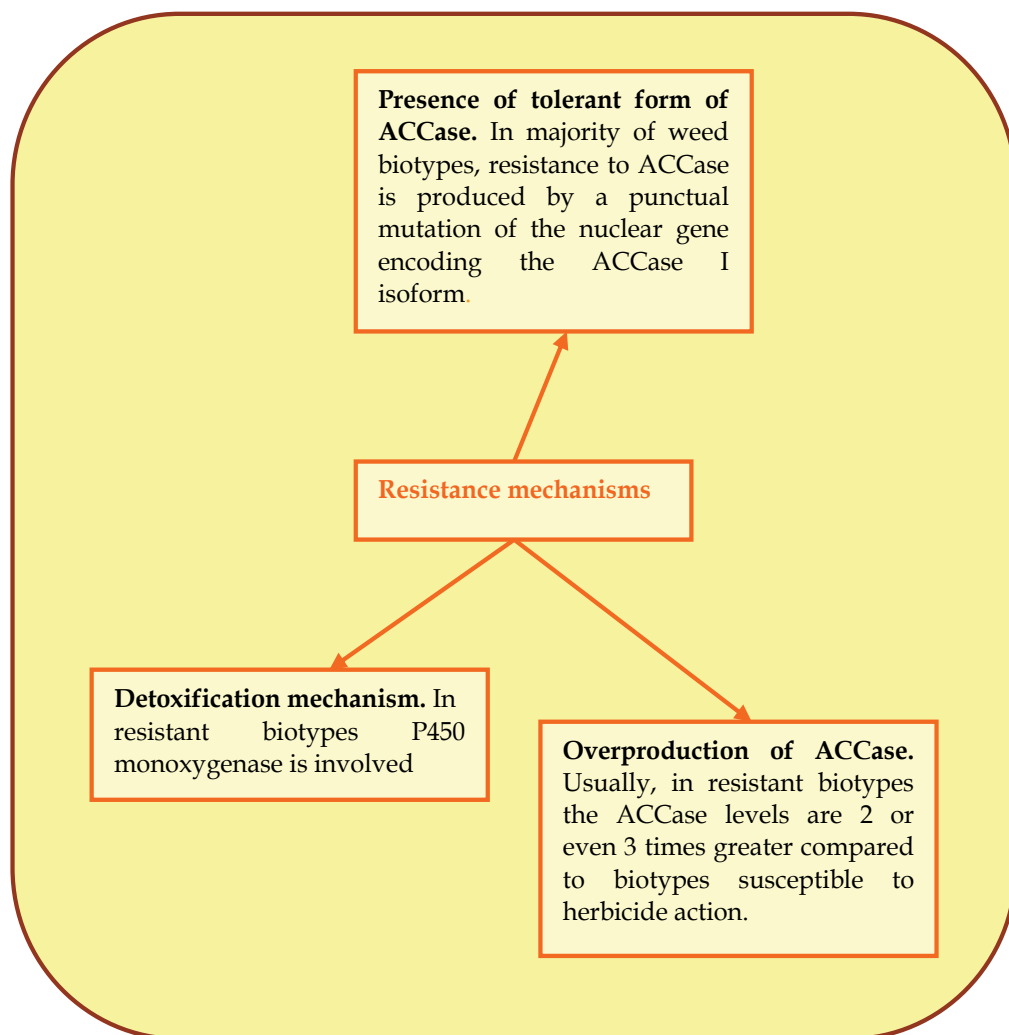 Presence of tolerant form of
ACCase. In majority of weed
biotypes, resistance to ACCase
is produced by a punctual
mutation of the nuclear gene
encoding the ACCase I
isoform.
Resistance mechanisms
Detoxification mechanism. In
resistant biotypes P450
monoxygenase is involved
Overproduction of ACCase.
Usually, in resistant biotypes
the ACCase levels are 2 or
even 3 times greater compared
to biotypes susceptible to
herbicide action.